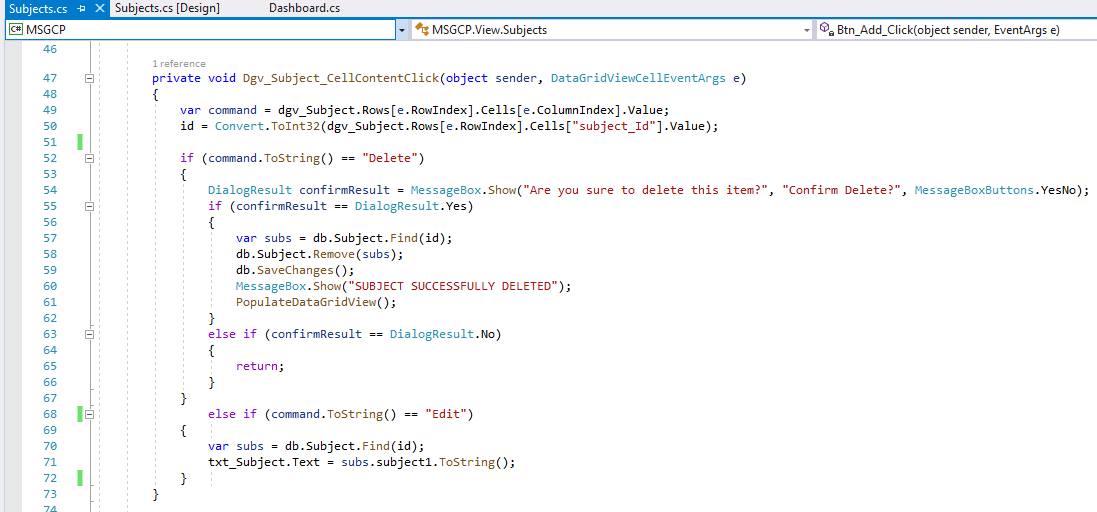 Subjects.cs Subjects.cs [Design] Dashboard.cs
C# MSGCP MSGCP.View.Subjects Btn_Add_Click(object sender, EventArgs e)
46
1 reference
47 private void Dgv_Subject_CellContentClick(object sender, DataGridViewCellEventArgs e)
48 {
49 var command = dgv_Subject.Rows[e.RowIndex].Cells[e.ColumnIndex].Value;
50 id = Convert.ToInt32(dgv_Subject.Rows[e.RowIndex].Cells["subject_Id"].Value);
51
52 if (command.ToString() == "Delete")
53 {
54 DialogResult confirmResult = MessageBox.Show("Are you sure to delete this item?", "Confirm Delete?", MessageBoxButtons.YesNo);
55 if (confirmResult == DialogResult.Yes)
56 {
57 var subs = db.Subject.Find(id);
58 db.Subject.Remove(subs);
59 db.SaveChanges();
60 MessageBox.Show("SUBJECT SUCCESSFULLY DELETED");
61 PopulateDataGridView();
62 }
63 else if (confirmResult == DialogResult.No)
64 {
65 return;
66 }
67 }
68 else if (command.ToString() == "Edit")
69 {
70 var subs = db.Subject.Find(id);
71 txt_Subject.Text = subs.subject1.ToString();
72 }
73 }
74